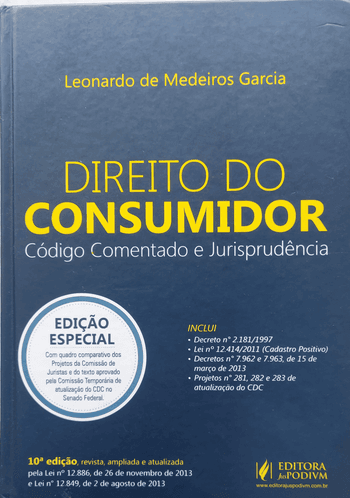 Leonardo de Medeiros Garcia
DIREITO DO
CONSUMIDOR
Código Comentado e Jurisprudência
EDIÇÃO
ESPECIAL
Com quadro comparativo dos
Projetos da Comissão de
Juristas e do texto aprovado
pela Comissão Temporária de
atualização do CDC no
Senado Federal.
INCLUI
• Decreto n° 2.181/1997
• Lei nº 12.414/2011 (Cadastro Positivo)
• Decretos n° 7.962 e 7.963, de 15 de
março de 2013
• Projetos n° 281, 282 e 283 de
atualização do CDC
10ª edição, revista, ampliada e atualizada
pela Lei nº 12.886, de 26 de novembro de 2013
e Lei n° 12.849, de 2 de agosto de 2013
EDITORA
JusPODIVM
www.editorajuspodivm.com.br